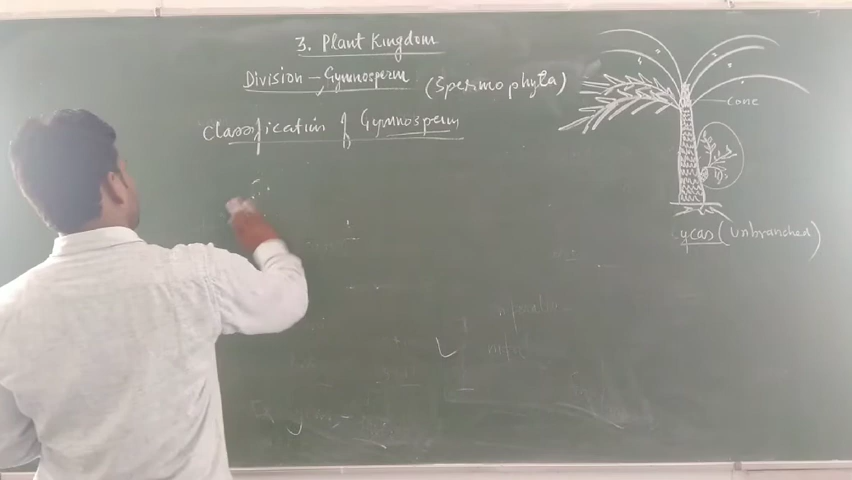 3. Plant Kingdom
Division - Gymnosperm (Spermophyta)
Classification of Gymnosperm
Cone
ycas (unbranched)